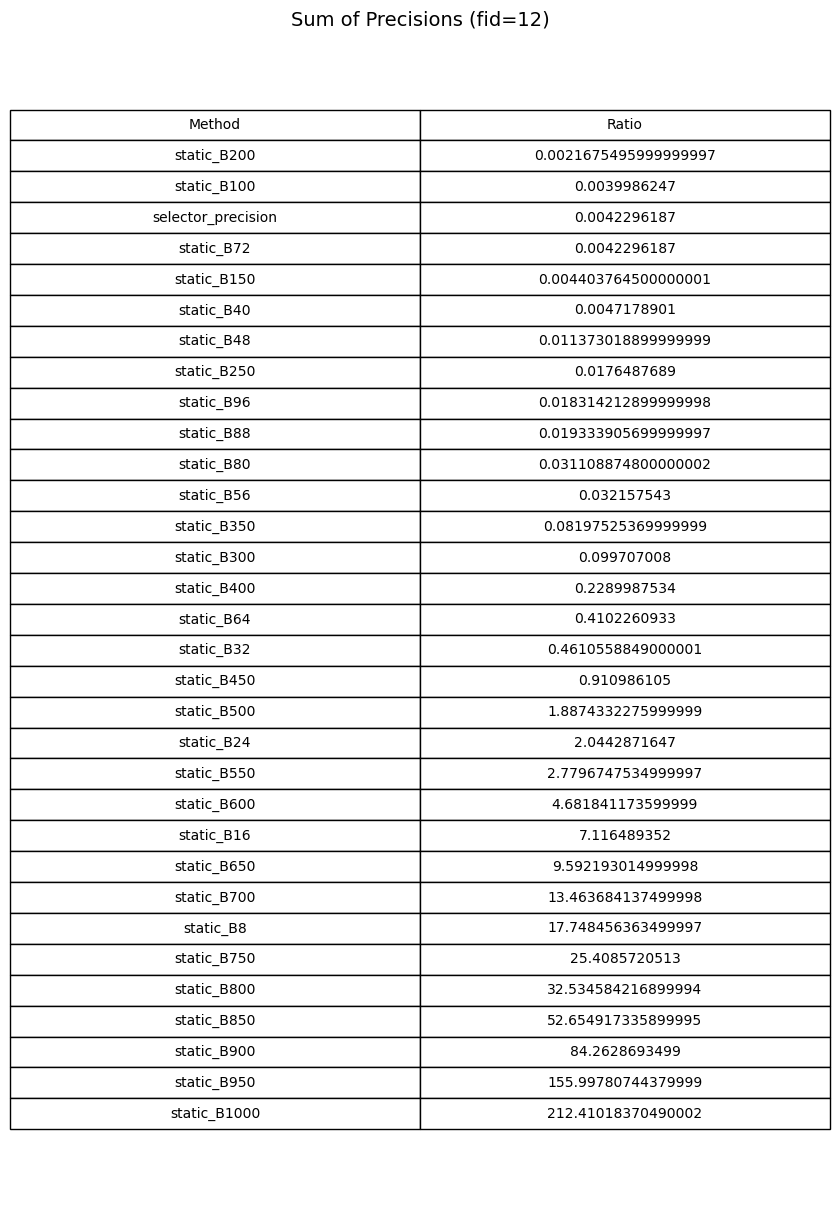 Sum of Precisions (fid=12)
Method Ratio
static_B200 0.0021675495999999997
static_B100 0.0039986247
selector_precision 0.0042296187
static_B72 0.0042296187
static_B150 0.004403764500000001
static_B40 0.0047178901
static_B48 0.011373018899999999
static_B250 0.0176487689
static_B96 0.018314212899999998
static_B88 0.019333905699999997
static_B80 0.031108874800000002
static_B56 0.032157543
static_B350 0.08197525369999999
static_B300 0.099707008
static_B400 0.2289987534
static_B64 0.4102260933
static_B32 0.4610558849000001
static_B450 0.910986105
static_B500 1.8874332275999999
static_B24 2.0442871647
static_B550 2.7796747534999997
static_B600 4.681841173599999
static_B16 7.116489352
static_B650 9.592193014999998
static_B700 13.463684137499998
static_B8 17.748456363499997
static_B750 25.4085720513
static_B800 32.534584216899994
static_B850 52.654917335899995
static_B900 84.2628693499
static_B950 155.99780744379999
static_B1000 212.41018370490002